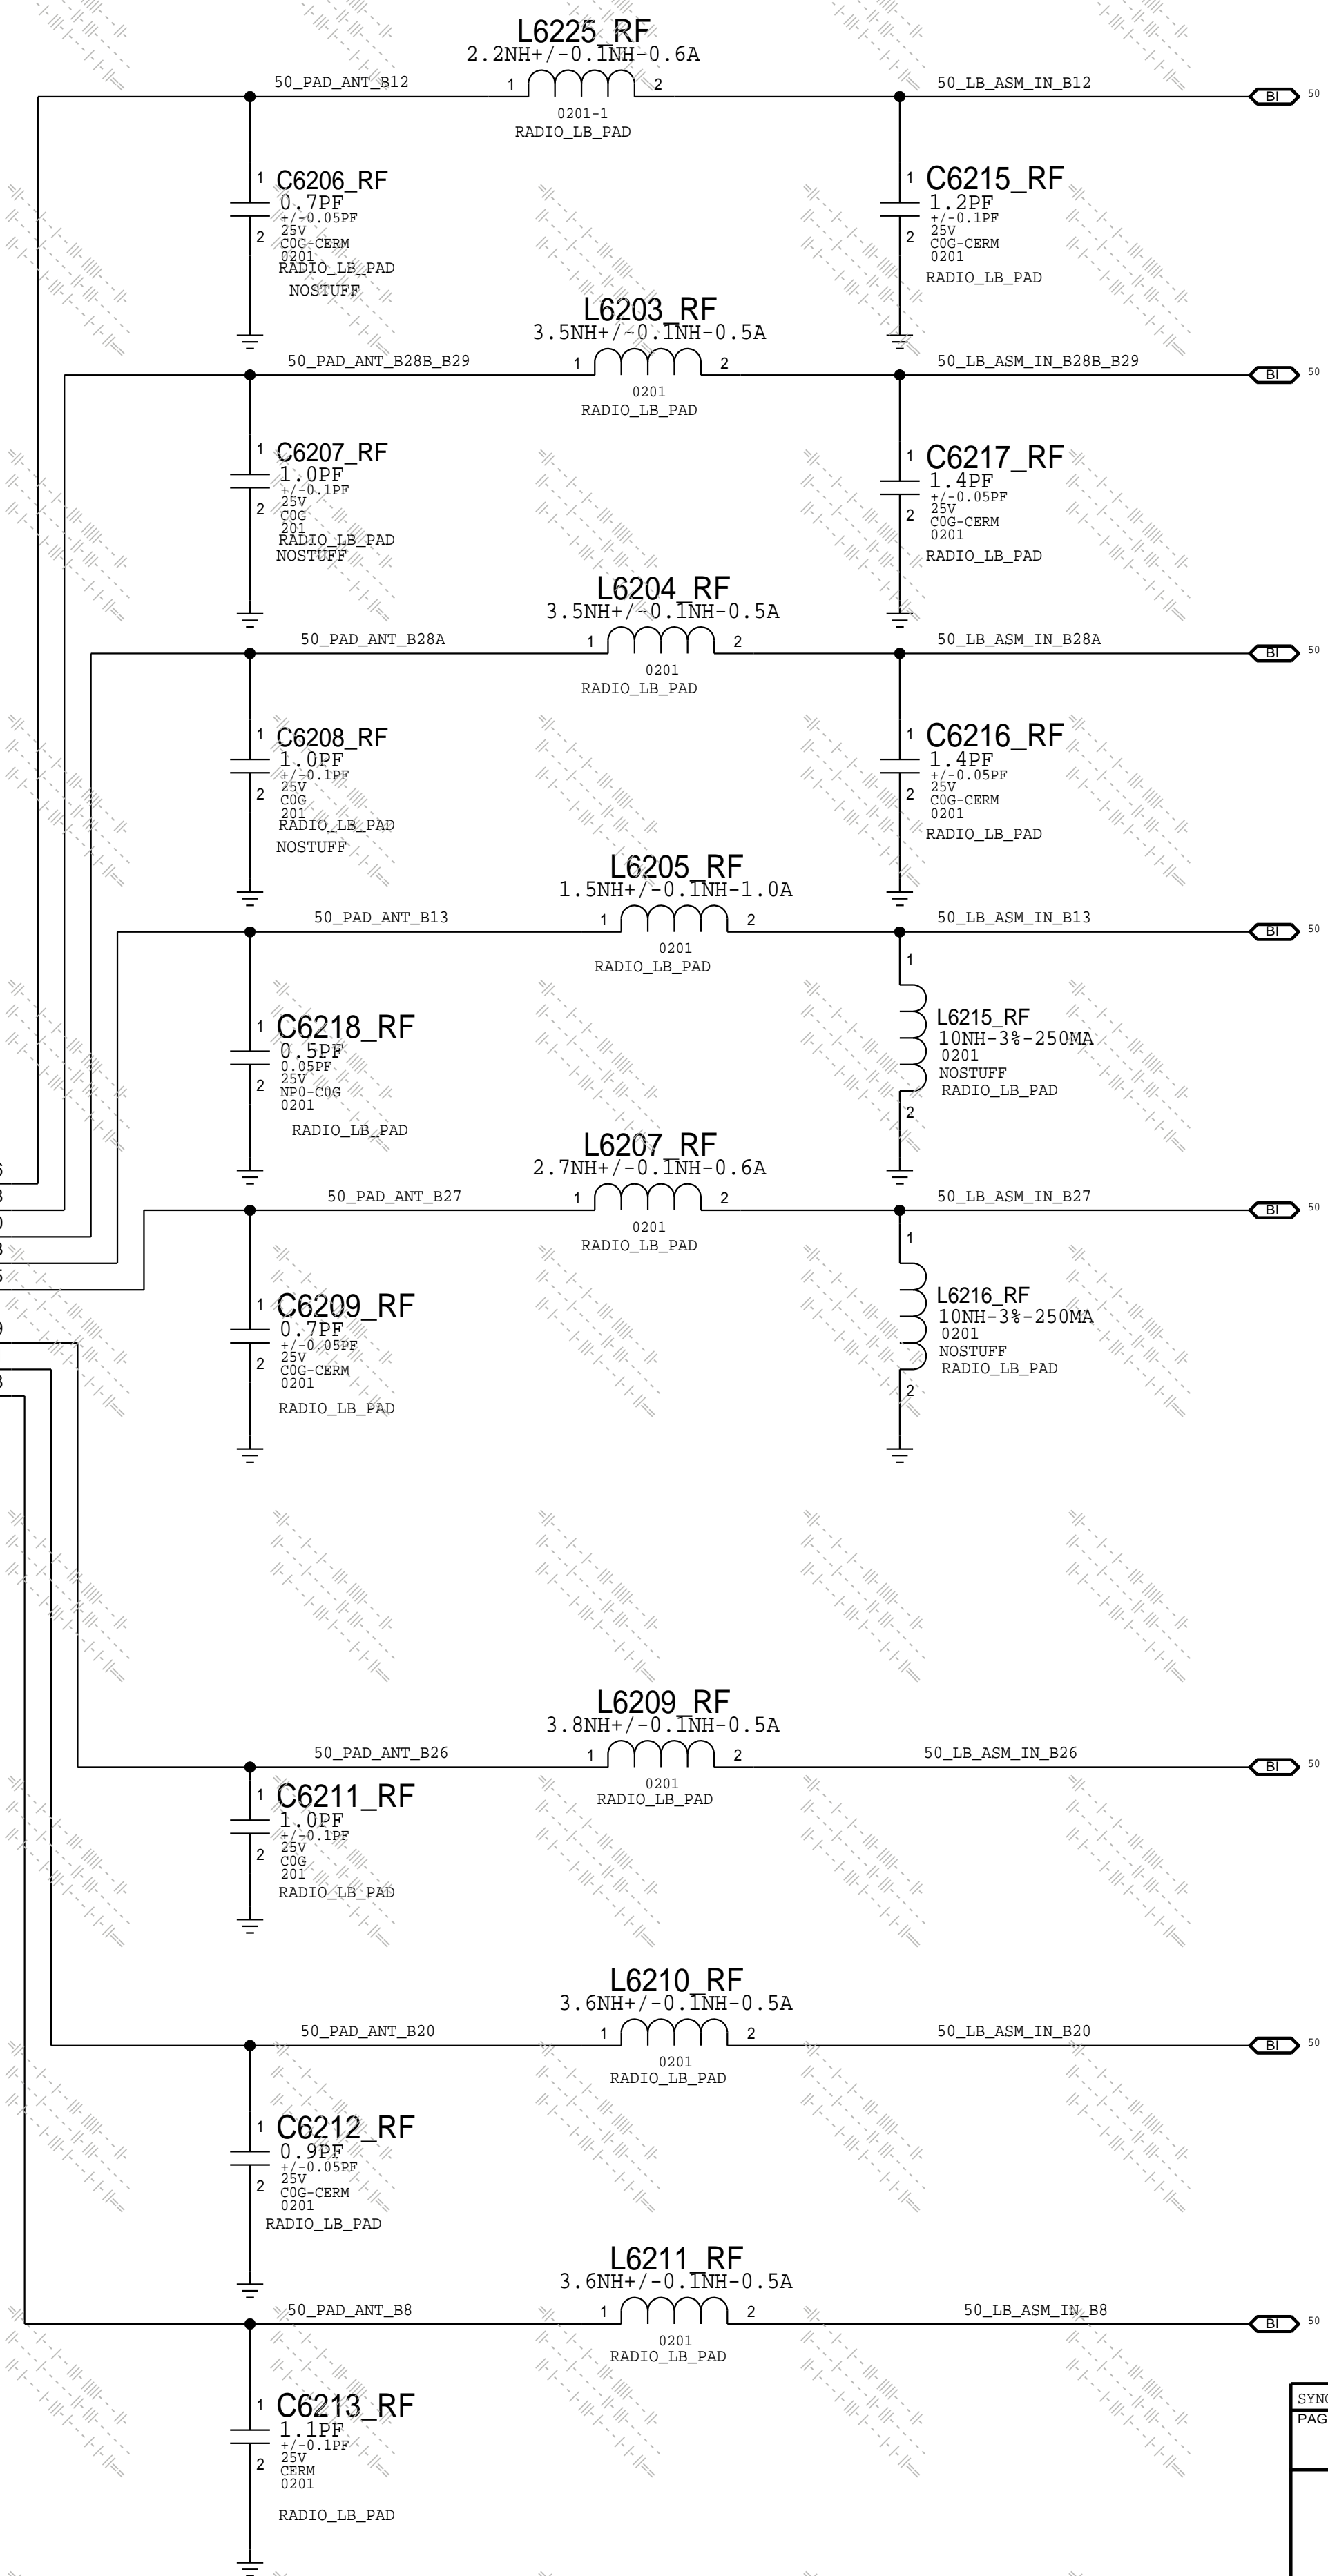 L6225_RF
2.2NH+/-0.1NH-0.6A
50_PAD_ANT_B12
1
2
50_LB_ASM_IN_B12
BI
50
0201-1
RADIO_LB_PAD
1
C6206_RF
0.7PF
+/-0.05PF
2
25V
C0G-CERM
0201
RADIO_LB_PAD
NOSTUFF
1
C6215_RF
1.2PF
+/-0.1PF
25V
2
C0G-CERM
0201
RADIO_LB_PAD
L6203_RF
3.5NH+/-0.1NH-0.5A
50_PAD_ANT_B28B_B29
1
2
50_LB_ASM_IN_B28B_B29
BI
50
0201
RADIO_LB_PAD
1
C6207_RF
1.0PF
+/-0.1PF
25V
2
C0G
201
RADIO_LB_PAD
NOSTUFF
1
C6217_RF
1.4PF
+/-0.05PF
25V
2
C0G-CERM
0201
RADIO_LB_PAD
L6204_RF
3.5NH+/-0.1NH-0.5A
50_PAD_ANT_B28A
1
2
50_LB_ASM_IN_B28A
BI
50
0201
RADIO_LB_PAD
1
C6208_RF
1.0PF
+/-0.1PF
25V
2
C0G
201
RADIO_LB_PAD
NOSTUFF
1
C6216_RF
1.4PF
+/-0.05PF
25V
2
C0G-CERM
0201
RADIO_LB_PAD
L6205_RF
1.5NH+/-0.1NH-1.0A
50_PAD_ANT_B13
1
2
50_LB_ASM_IN_B13
BI
50
0201
RADIO_LB_PAD
1
C6218_RF
0.5PF
0.05PF
25V
2
NP0-C0G
0201
RADIO_LB_PAD
1
L6215_RF
10NH-3%-250MA
0201
NOSTUFF
RADIO_LB_PAD
2
L6207_RF
2.7NH+/-0.1NH-0.6A
50_PAD_ANT_B27
1
2
50_LB_ASM_IN_B27
BI
50
0201
RADIO_LB_PAD
1
C6209_RF
0.7PF
+/-0.05PF
25V
2
C0G-CERM
0201
RADIO_LB_PAD
1
L6216_RF
10NH-3%-250MA
0201
NOSTUFF
RADIO_LB_PAD
2
L6209_RF
3.8NH+/-0.1NH-0.5A
50_PAD_ANT_B26
1
2
50_LB_ASM_IN_B26
BI
50
0201
RADIO_LB_PAD
1
C6211_RF
1.0PF
+/-0.1PF
25V
2
C0G
201
RADIO_LB_PAD
L6210_RF
3.6NH+/-0.1NH-0.5A
50_PAD_ANT_B20
1
2
50_LB_ASM_IN_B20
BI
50
0201
RADIO_LB_PAD
1
C6212_RF
0.9PF
+/-0.05PF
25V
2
C0G-CERM
0201
RADIO_LB_PAD
L6211_RF
3.6NH+/-0.1NH-0.5A
50_PAD_ANT_B8
1
2
50_LB_ASM_IN_B8
BI
50
0201
RADIO_LB_PAD
1
C6213_RF
1.1PF
+/-0.1PF
25V
2
CERM
0201
RADIO_LB_PAD
SYN
PAG